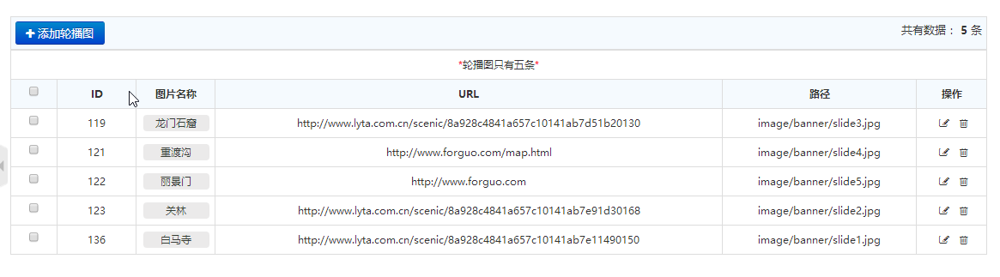 添加轮播图 共有数据： 5 条
*轮播图只有五条*
ID 图片名称 URL 路径 操作
119 龙门石窟 http://www.lyta.com.cn/scenic/8a928c4841a657c10141ab7d51b20130 image/banner/slide3.jpg
121 重渡沟 http://www.forguo.com/map.html image/banner/slide4.jpg
122 丽景门 http://www.forguo.com image/banner/slide5.jpg
123 关林 http://www.lyta.com.cn/scenic/8a928c4841a657c10141ab7e91d30168 image/banner/slide2.jpg
136 白马寺 http://www.lyta.com.cn/scenic/8a928c4841a657c10141ab7e11490150 image/banner/slide1.jpg